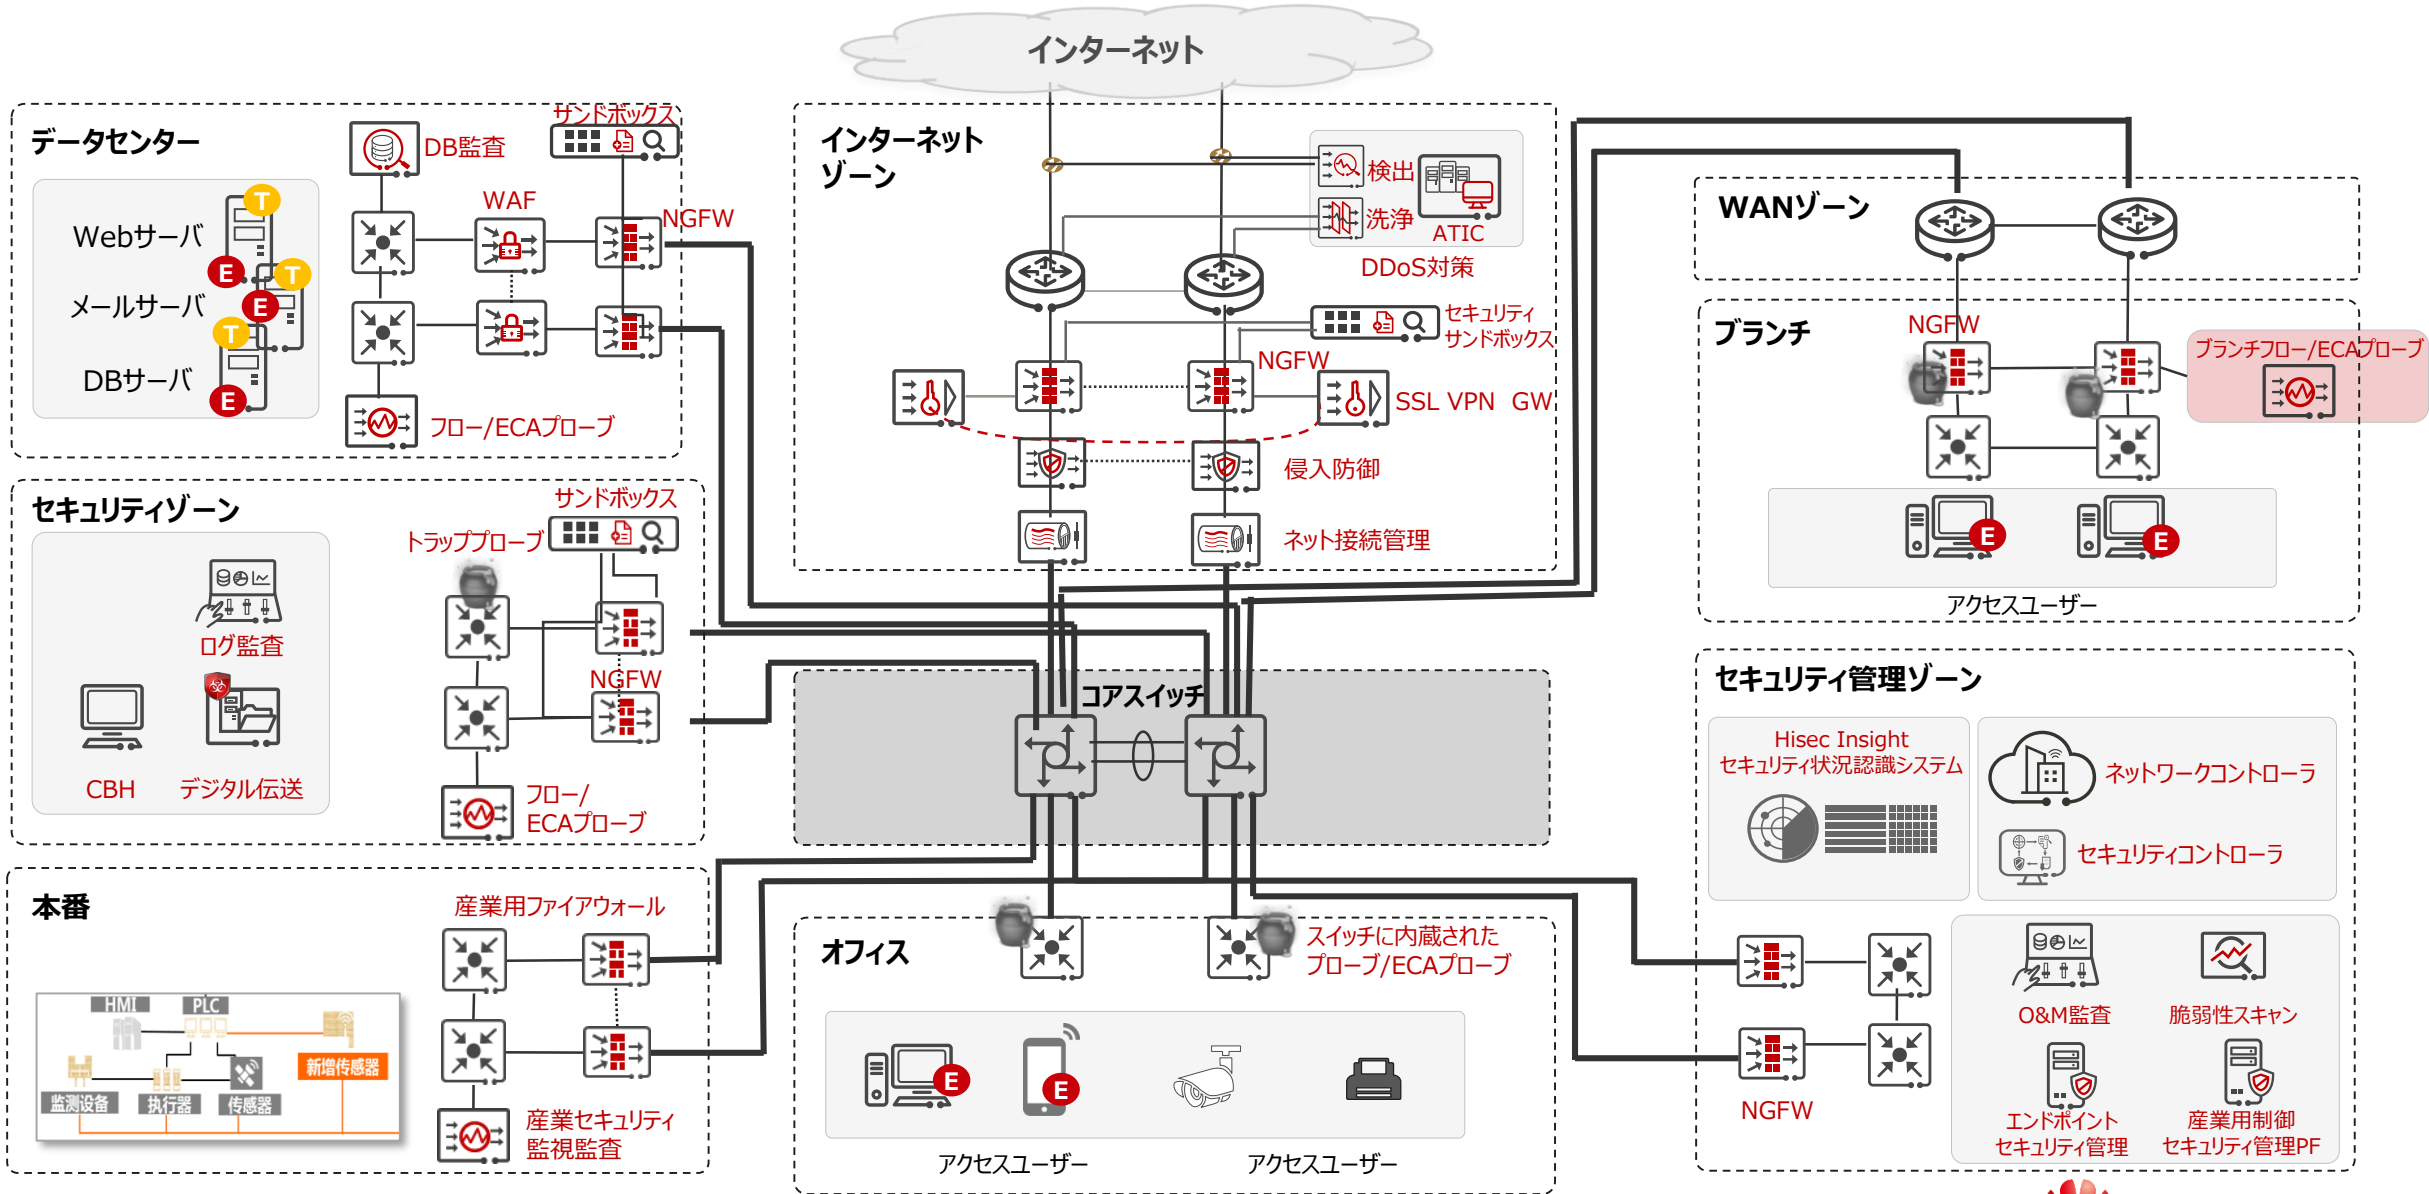 インターネット
データセンター
サンドボックス
DB監査
WAF
NGFW
Webサーバ
T
E
メールサーバ
T
E
DBサーバ
T
E
フロー/ECAプローブ
セキュリティゾーン
サンドボックス
トラッププローブ
ログ監査
NGFW
CBH
デジタル伝送
フロー/
ECAプローブ
本番
産業用ファイアウォール
HMI
PLC
新增传感器
监测设备
执行器
传感器
産業セキュリティ
監視監査
インターネット
ゾーン
検出
洗浄
ATIC
DDoS対策
セキュリティ
サンドボックス
NGFW
SSL VPN GW
侵入防御
ネット接続管理
コアスイッチ
オフィス
スイッチに内蔵された
プローブ/ECAプローブ
E
E
アクセスユーザー
アクセスユーザー
WANゾーン
ブランチ
NGFW
ブランチフロー/ECAプローブ
E
E
アクセスユーザー
セキュリティ管理ゾーン
Hisec Insight
セキュリティ状況認識システム
ネットワークコントローラ
セキュリティコントローラ
O&M監査
脆弱性スキャン
NGFW
エンドポイント
セキュリティ管理
産業用制御
セキュリティ管理PF